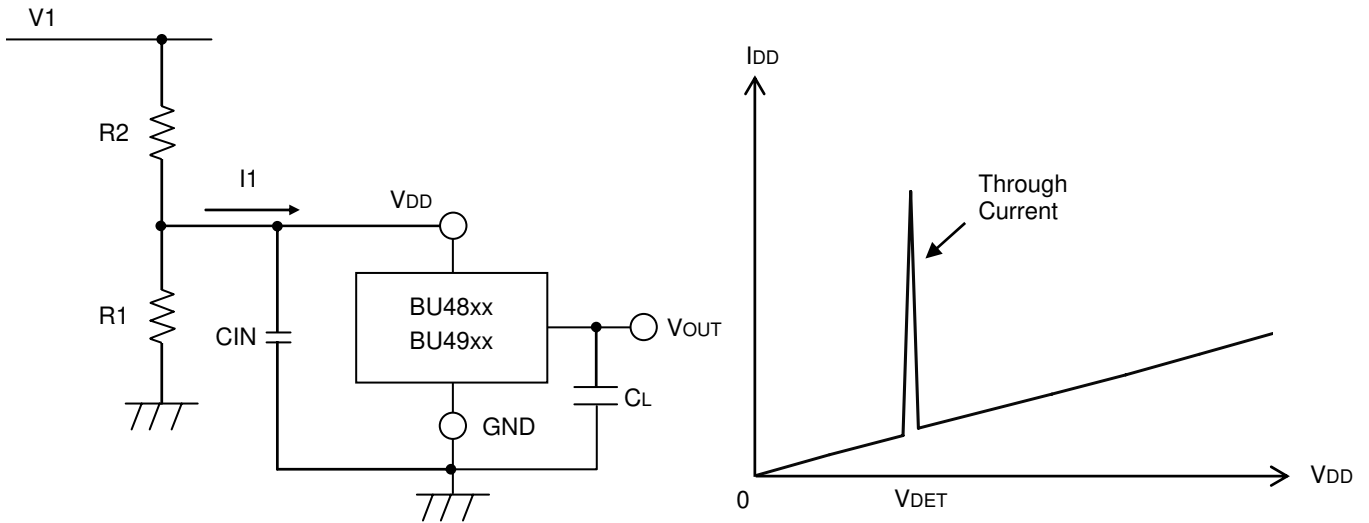 V1
R2
I1
VDD
R1
CIN
BU48xx
BU49xx
VOUT
CL
GND
IDD
Through
Current
0
VDET
VDD